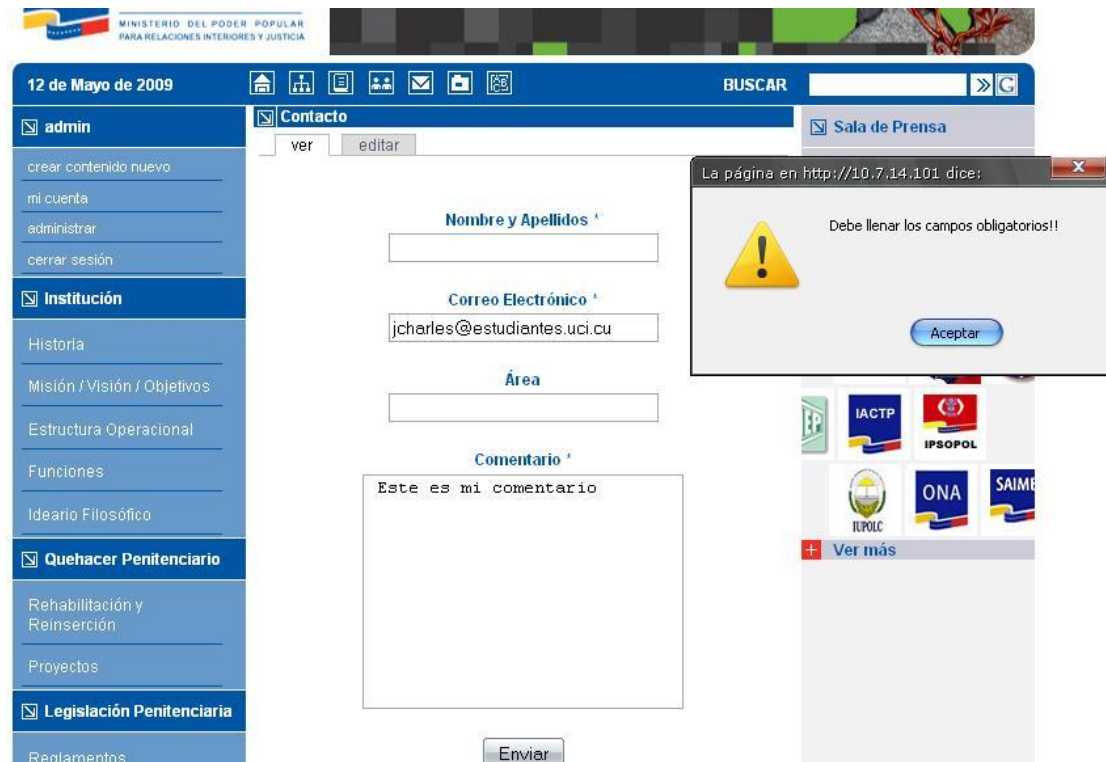 MINISTERIO DEL PODER POPULAR
PARA RELACIONES INTERIORES Y JUSTICIA
12 de Mayo de 2009
BUSCAR
G
admin
crear contenido nuevo
mi cuenta
administrar
cerrar sesión
Institución
Historia
Misión / Visión / Objetivos
Estructura Operacional
Funciones
Ideario Filosófico
Quehacer Penitenciario
Rehabilitación y
Reinserción
Proyectos
Legislación Penitenciaria
Reglamentos
Contacto
ver editar
Nombre y Apellidos *
Correo Electrónico *
jcharles@estudiantes.uci.cu
Área
Comentario *
Este es mi comentario
Enviar
Sala de Prensa
La página en http://10.7.14.101 dice:
X
Debe llenar los campos obligatorios!!
Aceptar
IACTP
IPSOPOL
IUPOLC
ONA
SAIME
+ Ver más